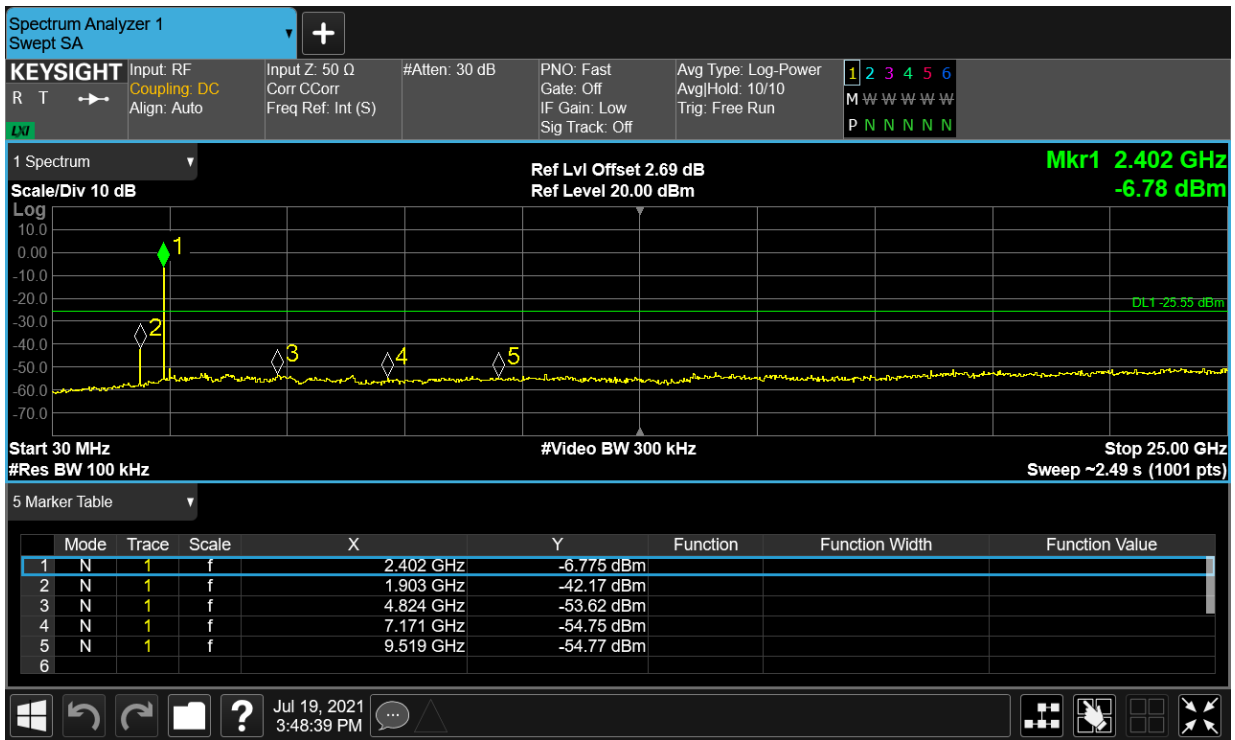 Spectrum Analyzer 1
Swept SA
KEYSIGHT
R T
LXI
Input: RF
Coupling: DC
Align: Auto
Input Z: 50 Ω
Corr CCorr
Freq Ref: Int (S)
#Atten: 30 dB
PNO: Fast
Gate: Off
IF Gain: Low
Sig Track: Off
Avg Type: Log-Power
Avg|Hold: 10/10
Trig: Free Run
1 2 3 4 5 6
M W W W W W W
P N N N N N N
1 Spectrum
Scale/Div 10 dB
Ref Lvl Offset 2.69 dB
Ref Level 20.00 dBm
Mkr1 2.402 GHz
-6.78 dBm
Log
10.0
0.00
-10.0
-20.0
-30.0
-40.0
-50.0
-60.0
-70.0
1
2
3
4
5
DL1 -25.55 dBm
Start 30 MHz
#Res BW 100 kHz
#Video BW 300 kHz
Stop 25.00 GHz
Sweep ~2.49 s (1001 pts)
5 Marker Table
Mode Trace Scale X Y Function Function Width Function Value
1 N 1 f 2.402 GHz -6.775 dBm
2 N 1 f 1.903 GHz -42.17 dBm
3 N 1 f 4.824 GHz -53.62 dBm
4 N 1 f 7.171 GHz -54.75 dBm
5 N 1 f 9.519 GHz -54.77 dBm
6
?
Jul 19, 2021
3:48:39 PM